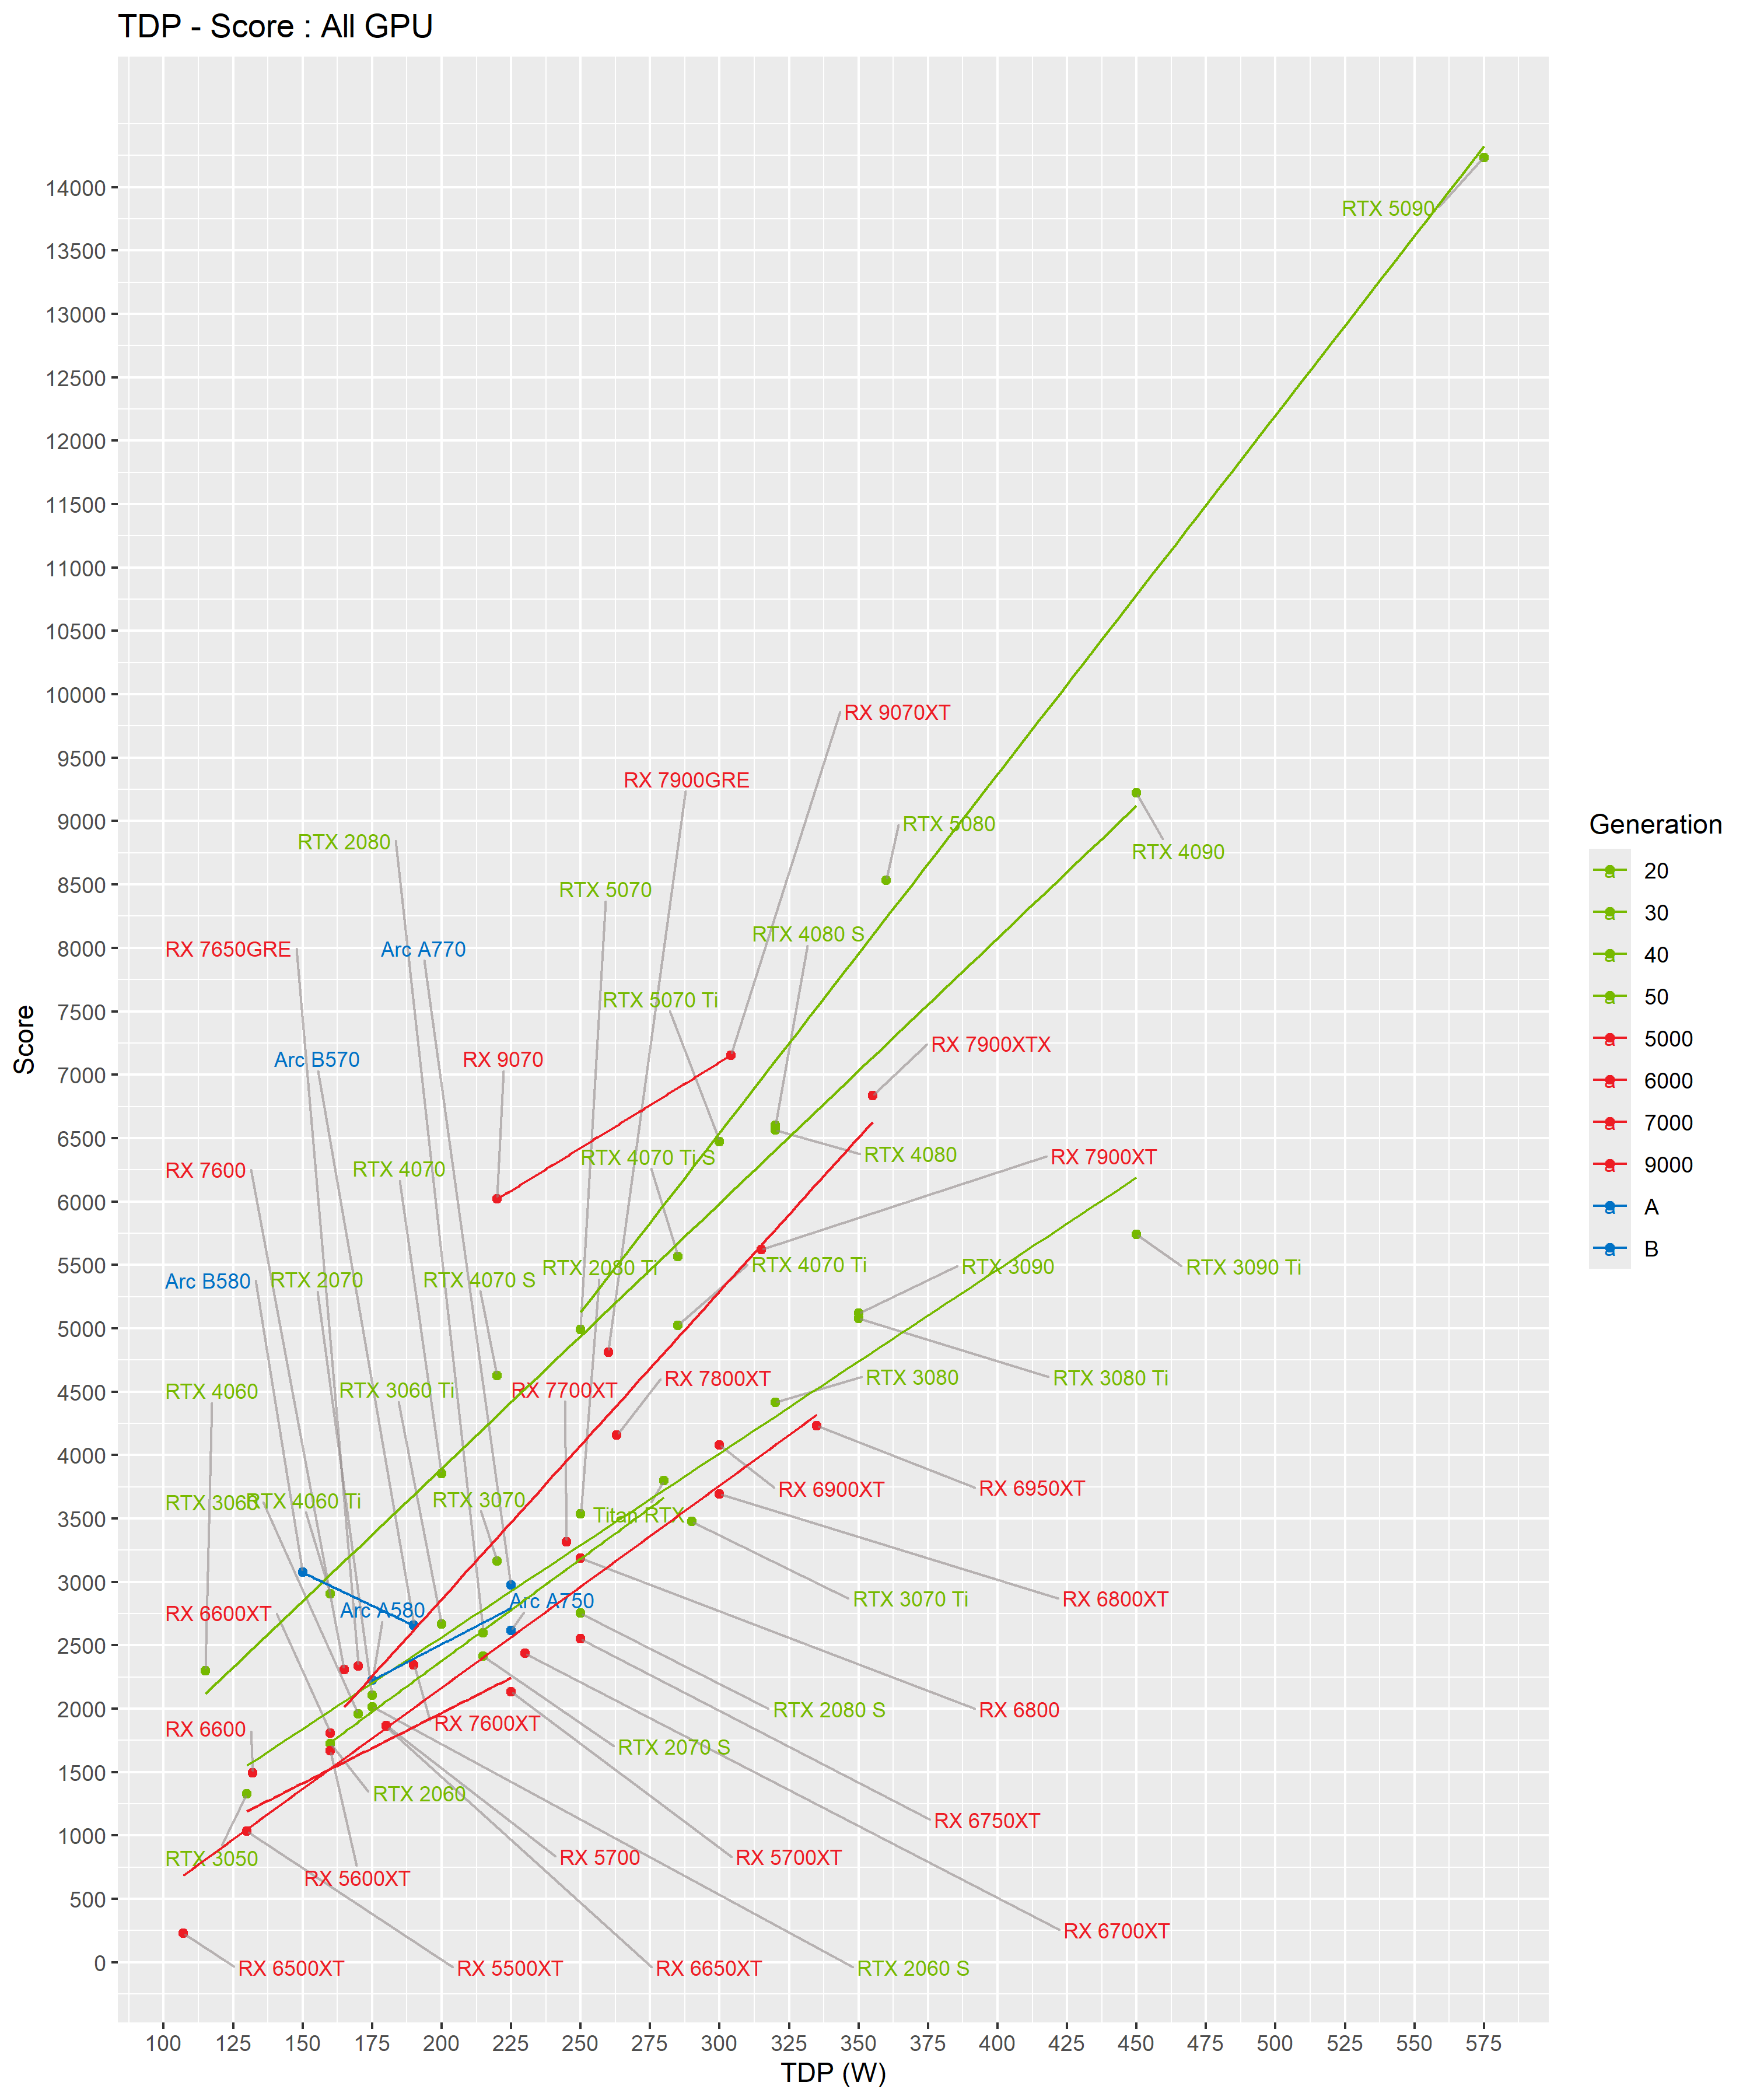 TDP - Score : All GPU
Score
14000
13500
13000
12500
12000
11500
11000
10500
10000
9500
9000
8500
8000
7500
7000
6500
6000
5500
5000
4500
4000
3500
3000
2500
2000
1500
1000
500
0
RTX 5090
RX 9070XT
RX 7900GRE
RTX 5080
RTX 2080
RTX 4090
RTX 5070
RTX 4080 S
RX 7650GRE
Arc A770
RTX 5070 Ti
RX 7900XTX
Arc B570
RX 9070
RTX 4070 Ti S
RTX 4080
RX 7900XT
RX 7600
RTX 4070
RTX 2080 Ti
RTX 4070 Ti
RTX 3090
RTX 3090 Ti
Arc B580
RTX 2070
RTX 4070 S
RX 7800XT
RTX 3080
RTX 3080 Ti
RTX 4060
RTX 3060 Ti
RX 7700XT
RX 6900XT
RX 6950XT
RTX 3060
RTX 4060 Ti
RTX 3070
Titan RTX
RX 6600XT
Arc A580
Arc A750
RTX 3070 Ti
RX 6800XT
RX 6600
RX 7600XT
RTX 2080 S
RX 6800
RTX 2070 S
RTX 2060
RX 6750XT
RTX 3050
RX 5600XT
RX 5700
RX 5700XT
RX 6700XT
RX 6500XT
RX 5500XT
RX 6650XT
RTX 2060 S
100 125 150 175 200 225 250 275 300 325 350 375 400 425 450 475 500 525 550 575
TDP (W)
Generation
a 20
a 30
a 40
a 50
a 5000
a 6000
a 7000
a 9000
a A
a B